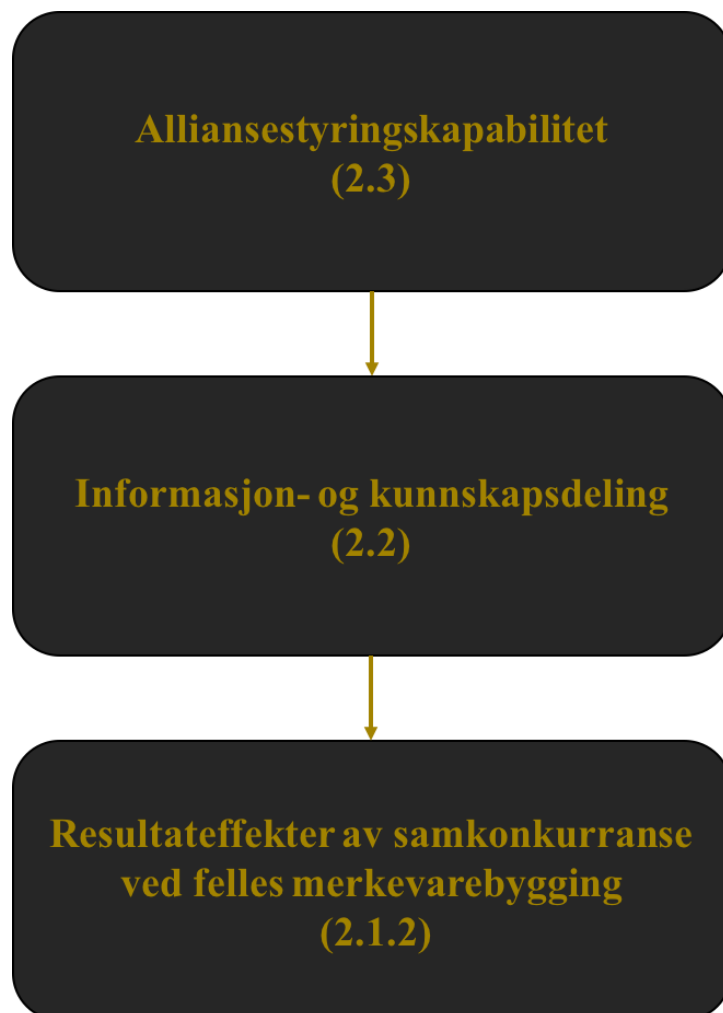 Alliansestyringskapabilitet
(2.3)
Informasjon- og kunnskapsdeling
(2.2)
Resultateffekter av samkonkurranse
ved felles merkevarebygging
(2.1.2)